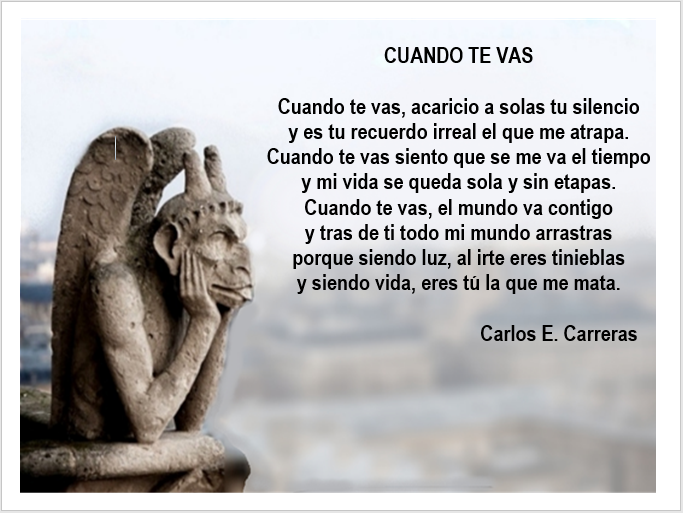 CUANDO TE VAS
Cuando te vas, acaricio a solas tu silencio
y es tu recuerdo irreal el que me atrapa.
Cuando te vas siento que se me va el tiempo
y mi vida se queda sola y sin etapas.
Cuando te vas, el mundo va contigo
y tras de ti todo mi mundo arrastras
porque siendo luz, al irte eres tinieblas
y siendo vida, eres tú la que me mata.
Carlos E. Carreras